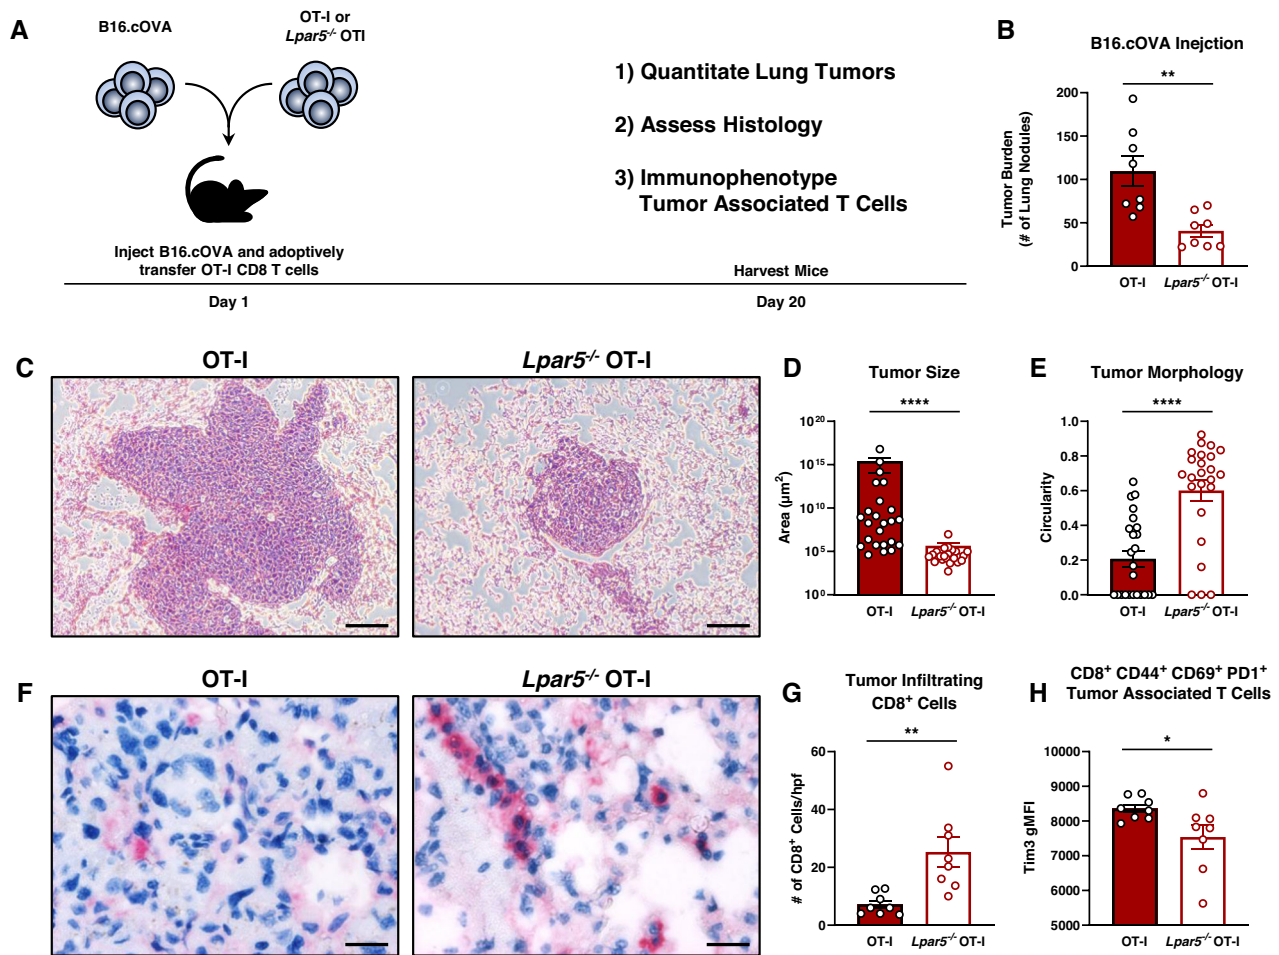 A
B16.cOVA
OT-I or
Lpar5-/- OTI
Inject B16.cOVA and adoptively
transfer OT-I CD8 T cells
Day 1
1) Quantitate Lung Tumors
2) Assess Histology
3) Immunophenotype
Tumor Associated T Cells
Harvest Mice
Day 20
B
B16.cOVA Inejction
**
Tumor Burden
(# of Lung Nodules)
200
150
100
50
0
OT-I
Lpar5-/- OT-I
C
OT-I
Lpar5-/- OT-I
D
Tumor Size
****
Area (µm2)
10^20
10^15
10^10
10^5
10^0
OT-I
Lpar5-/- OT-I
E
Tumor Morphology
****
Circularity
1.0
0.8
0.6
0.4
0.2
0.0
OT-I
Lpar5-/- OT-I
F
OT-I
Lpar5-/- OT-I
G
Tumor Infiltrating
CD8+ Cells
**
# of CD8+ Cells/hpf
60
40
20
0
OT-I
Lpar5-/- OT-I
H
CD8+ CD44+ CD69+ PD1+
Tumor Associated T Cells
*
Tim3 gMFI
10000
9000
8000
7000
6000
5000
OT-I
Lpar5-/- OT-I